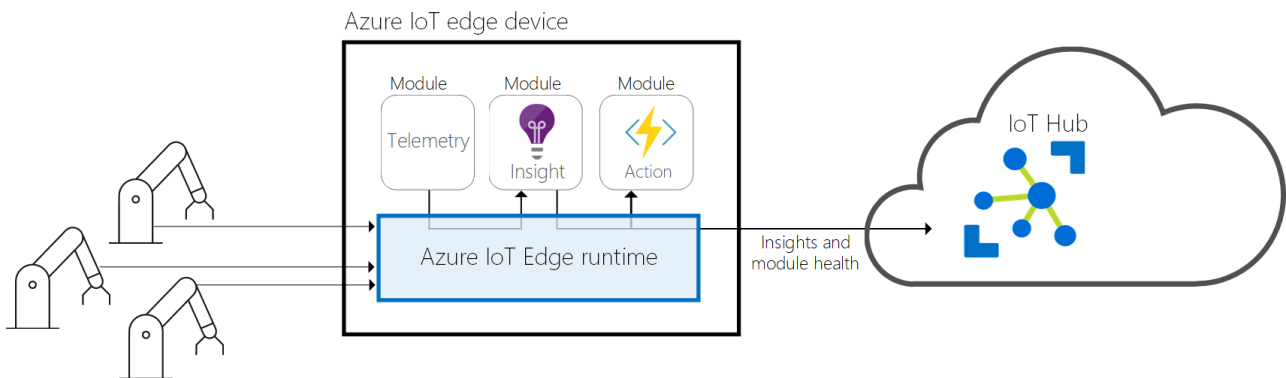 Azure IoT edge device
Module
Module
Module
Telemetry
Insight
Action
Azure IoT Edge runtime
Insights and
module health
IoT Hub